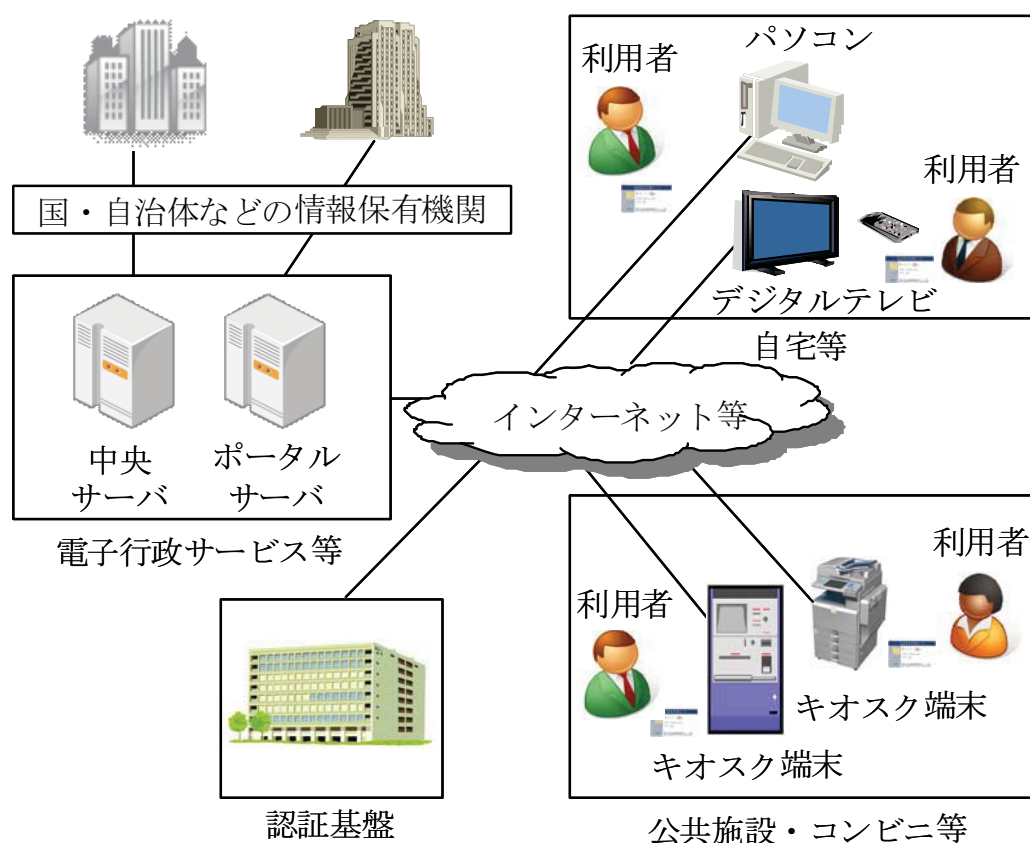 国・自治体などの情報保有機関
中央
サーバ
ポータル
サーバ
電子行政サービス等
認証基盤
インターネット等
利用者
パソコン
利用者
デジタルテレビ
自宅等
利用者
利用者
キオスク端末
キオスク端末
公共施設・コンビニ等